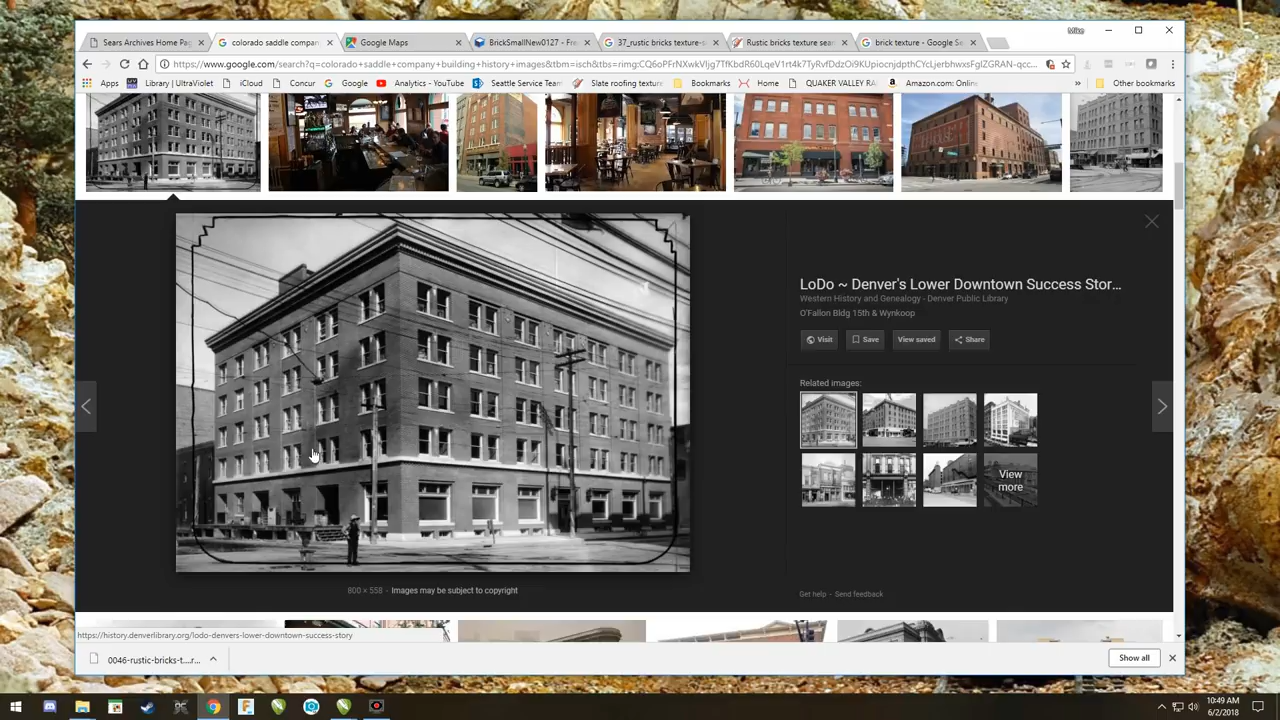 Mike
Sears Archives Home Pag
colorado saddle compan
Google Maps
BrickSmallNew0127 - Fre
37_rustic bricks texture-s
Rustic bricks texture sear
brick texture - Google Se
https://www.google.com/search?q=colorado+saddle+company+building+history+images&tbm=isch&tbs=rimg:
Apps
Library | UltraViolet
iCloud
Concur
Google
Analytics - YouTube
Seattle Service Team
Slate roofing texture
Bookmarks
Home
QUAKER VALLEY RA
Amazon.com: Online
»
Other bookmarks
LoDo ~ Denver's Lower Downtown Success Stor...
Western History and Genealogy - Denver Public Library
O'Fallon Bldg 15th & Wynkoop
Visit
Save
View saved
Share
Related images:
View
more
800 × 558 - Images may be subject to copyright
Get help - Send feedback
https://history.denverlibrary.org/lodo-denvers-lower-downtown-success-story
0046-rustic-bricks-t....r...
Show all
10:49 AM
6/2/2018